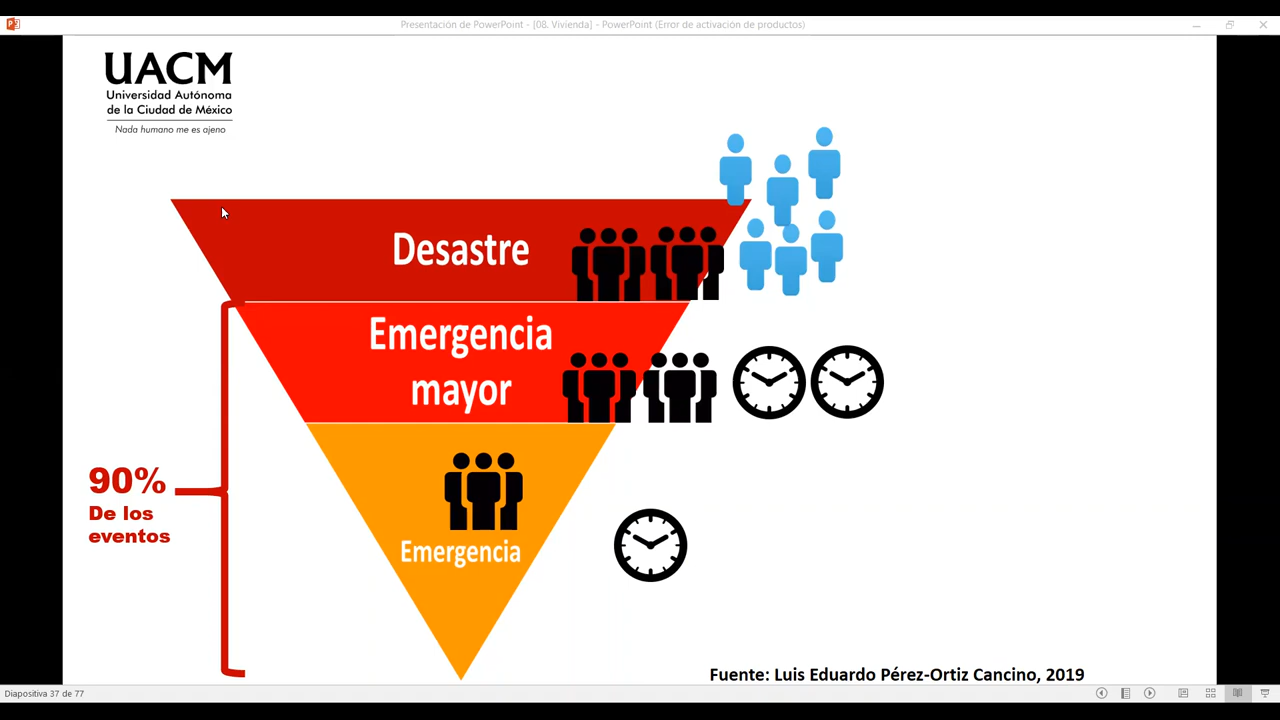 Presentación de PowerPoint - [08. Vivienda] - PowerPoint (Error de activación de productos)
UACM
Universidad Autónoma
de la Ciudad de México
Nada humano me es ajeno
Desastre
Emergencia
mayor
90%
De los
eventos
Emergencia
Fuente: Luis Eduardo Pérez-Ortiz Cancino, 2019
Diapositiva 37 de 77